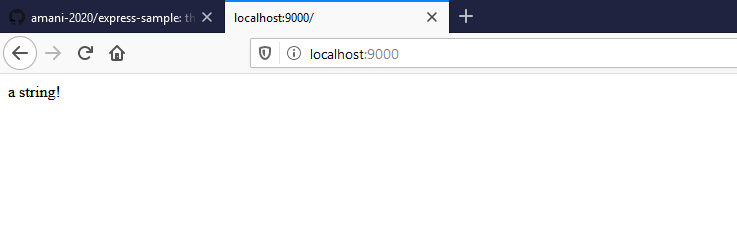 amani-2020/express-sample: th
localhost:9000/
localhost:9000
a string!